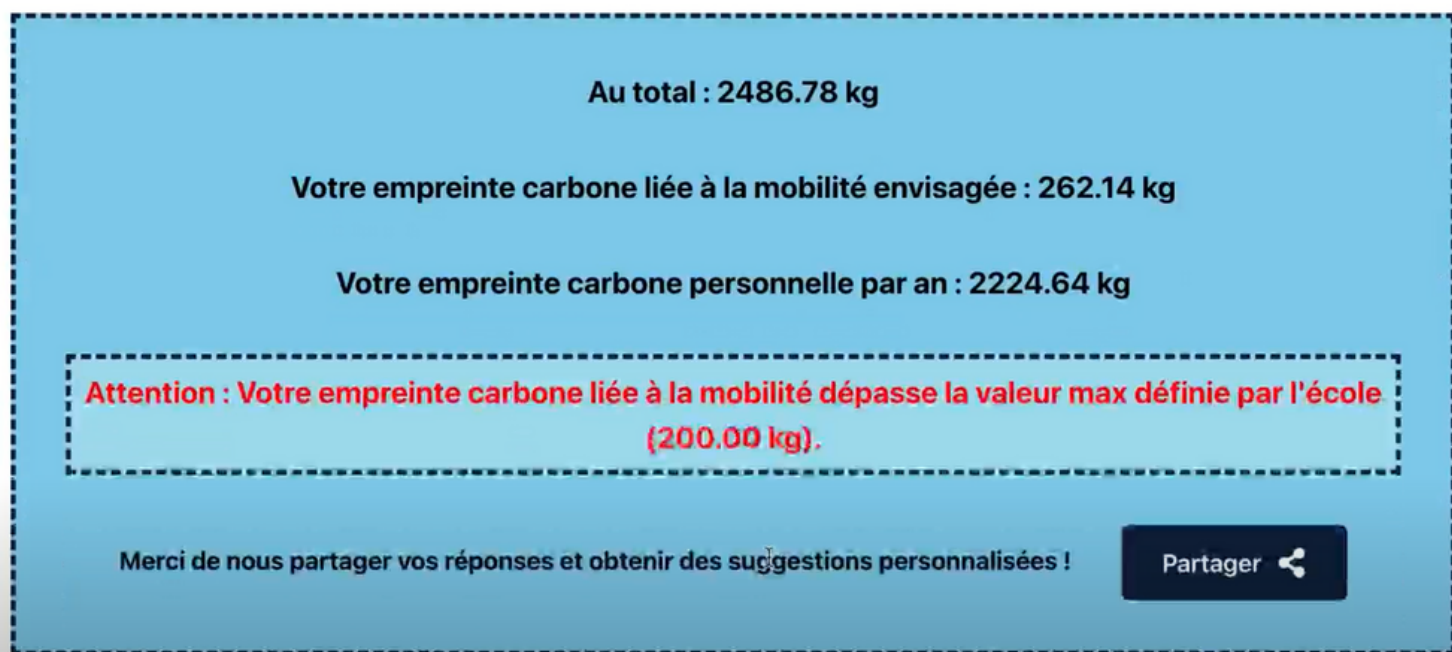 Au total : 2486.78 kg
Votre empreinte carbone liée à la mobilité envisagée : 262.14 kg
Votre empreinte carbone personnelle par an : 2224.64 kg
Attention : Votre empreinte carbone liée à la mobilité dépasse la valeur max définie par l'école
(200.00 kg).
Merci de nous partager vos réponses et obtenir des suggestions personnalisées !
Partager